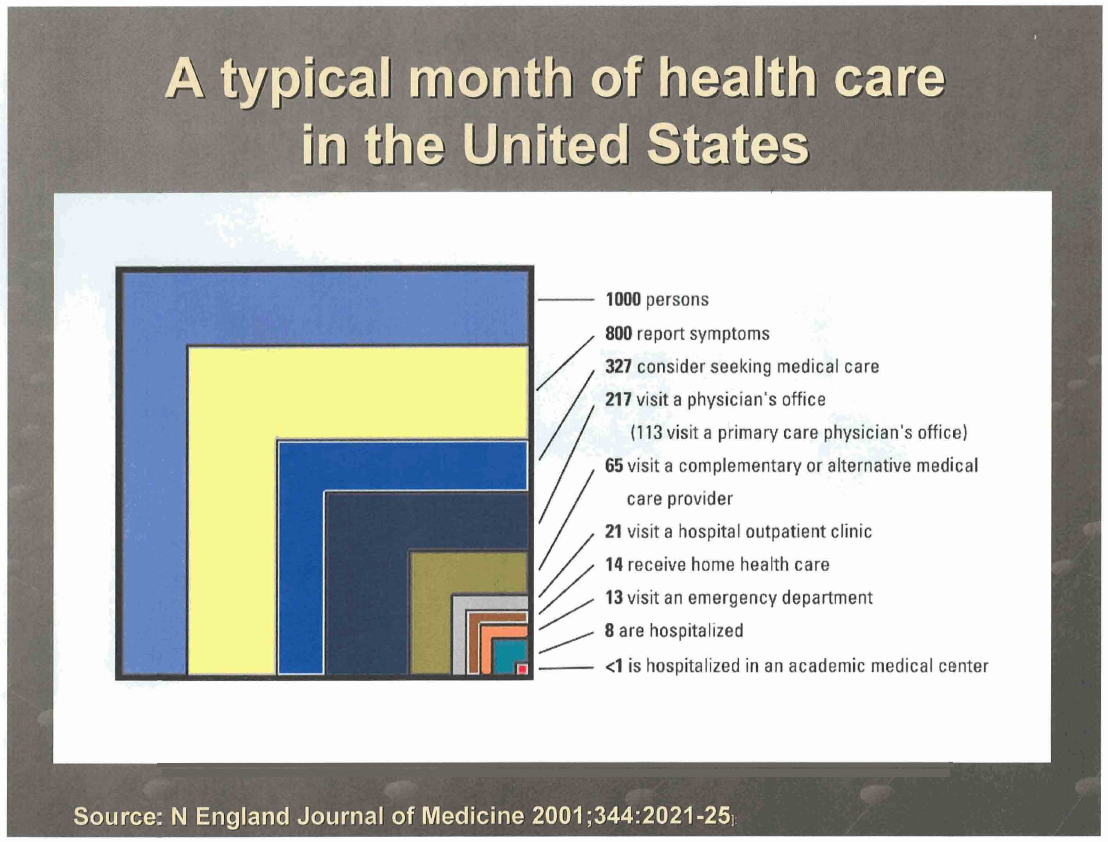 A typical month of health care
in the United States
1000 persons
800 report symptoms
327 consider seeking medical care
217 visit a physician's office
(113 visit a primary care physician's office)
65 visit a complementary or alternative medical
care provider
21 visit a hospital outpatient clinic
14 receive home health care
13 visit an emergency department
8 are hospitalized
<1 is hospitalized in an academic medical center
Source: N England Journal of Medicine 2001;344:2021-25